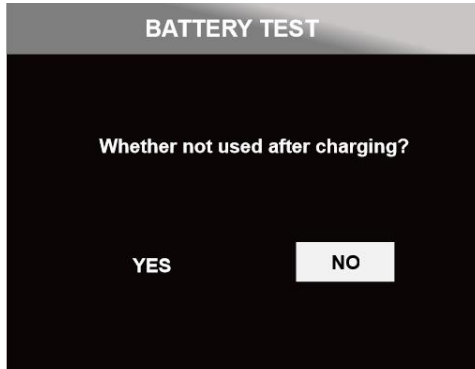 BATTERY TEST
Whether not used after charging?
YES NO